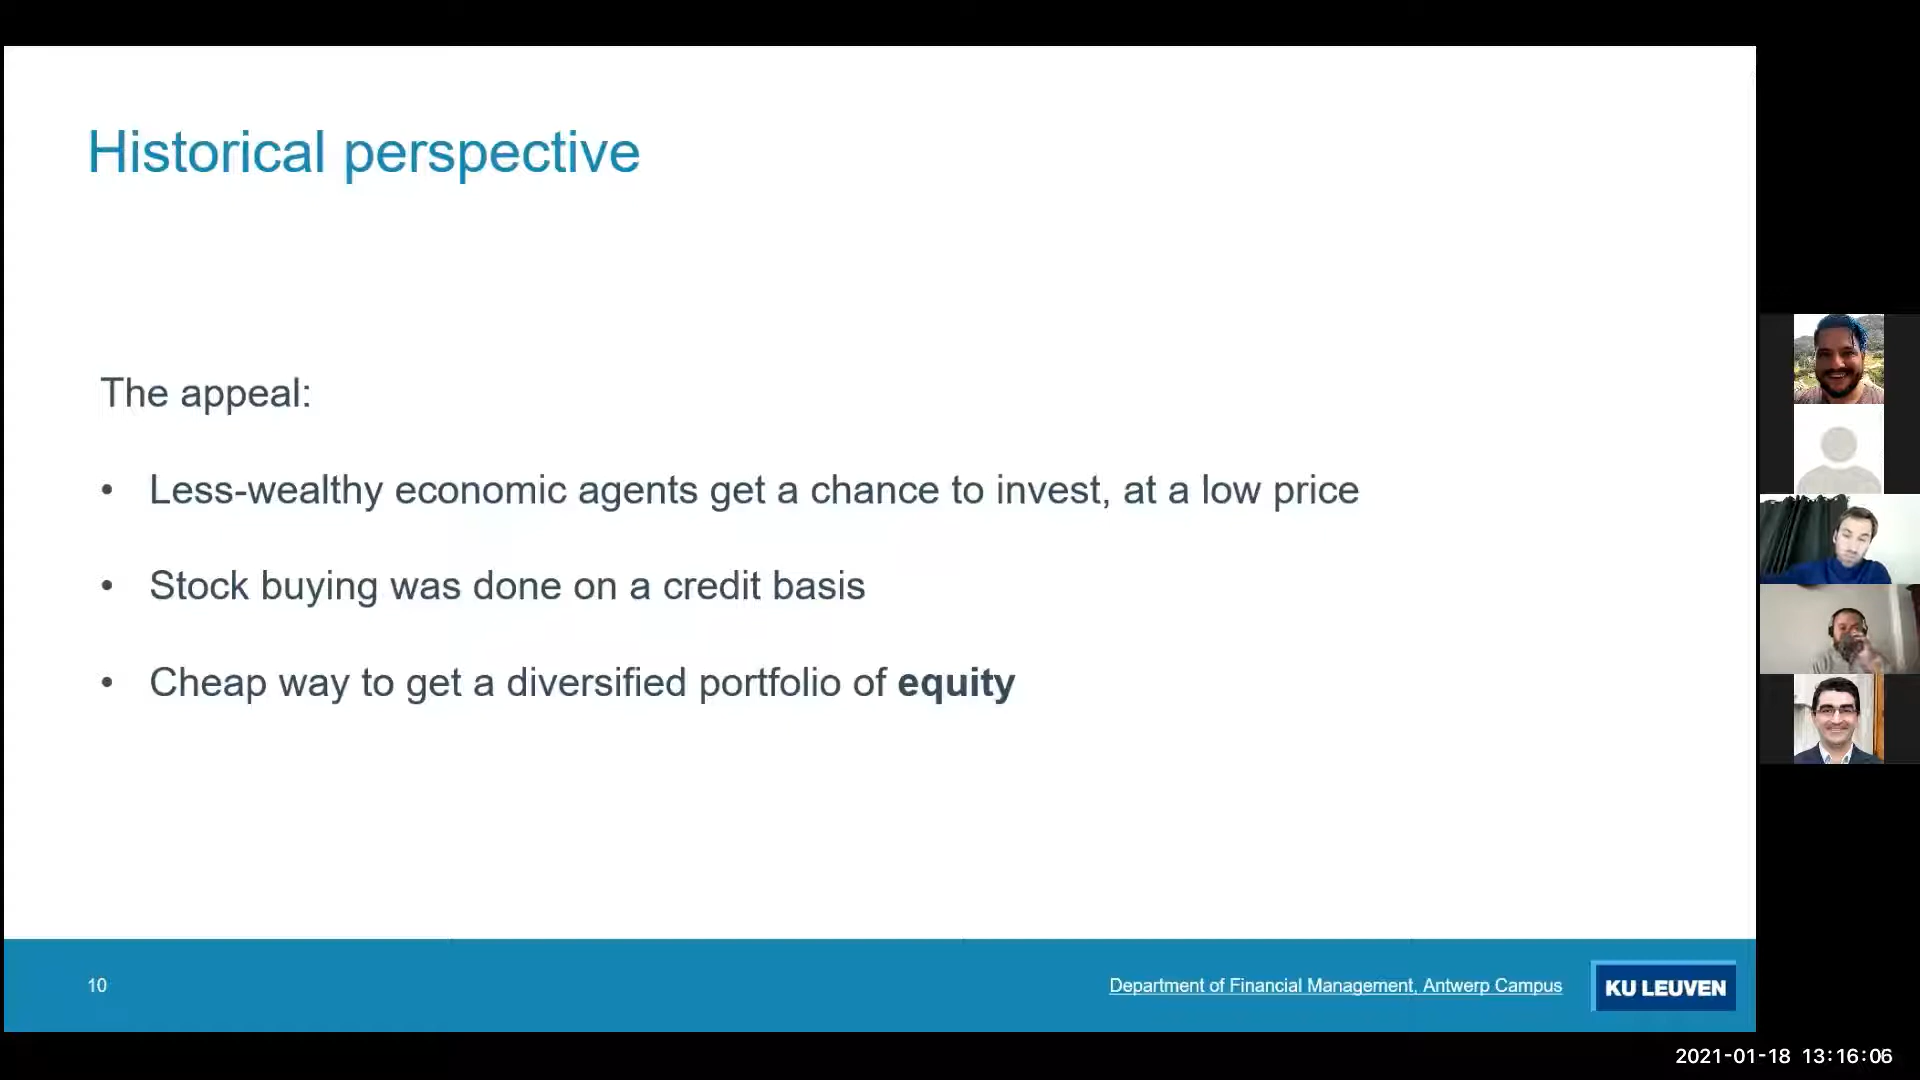 Historical perspective
The appeal:
• Less-wealthy economic agents get a chance to invest, at a low price
• Stock buying was done on a credit basis
• Cheap way to get a diversified portfolio of equity
10
Department of Financial Management, Antwerp Campus
KU LEUVEN
2021-01-18 13:16:06